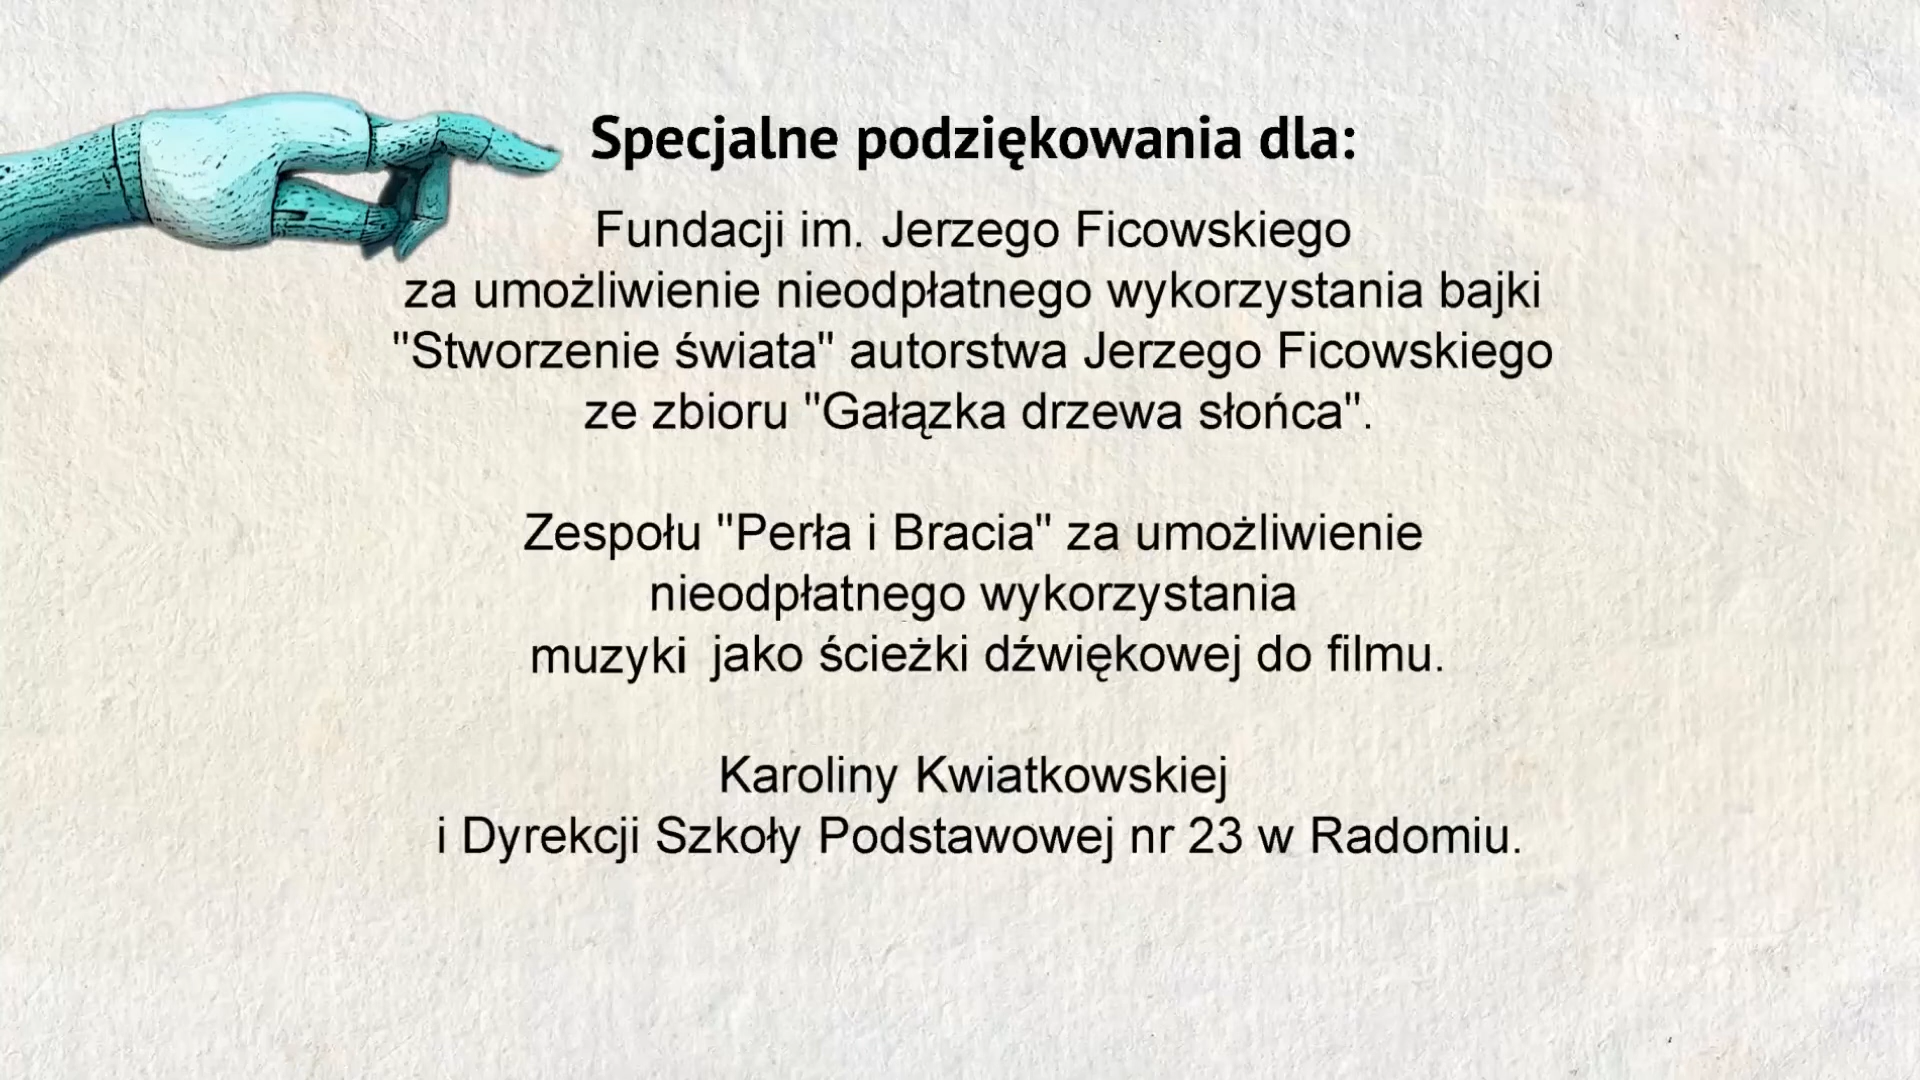 Specjalne podziękowania dla:
Fundacji im. Jerzego Ficowskiego
za umożliwienie nieodpłatnego wykorzystania bajki
"Stworzenie świata" autorstwa Jerzego Ficowskiego
ze zbioru "Gałązka drzewa słońca".
Zespołu "Perła i Bracia" za umożliwienie
nieodpłatnego wykorzystania
muzyki jako ścieżki dźwiękowej do filmu.
Karoliny Kwiatkowskiej
i Dyrekcji Szkoły Podstawowej nr 23 w Radomiu.